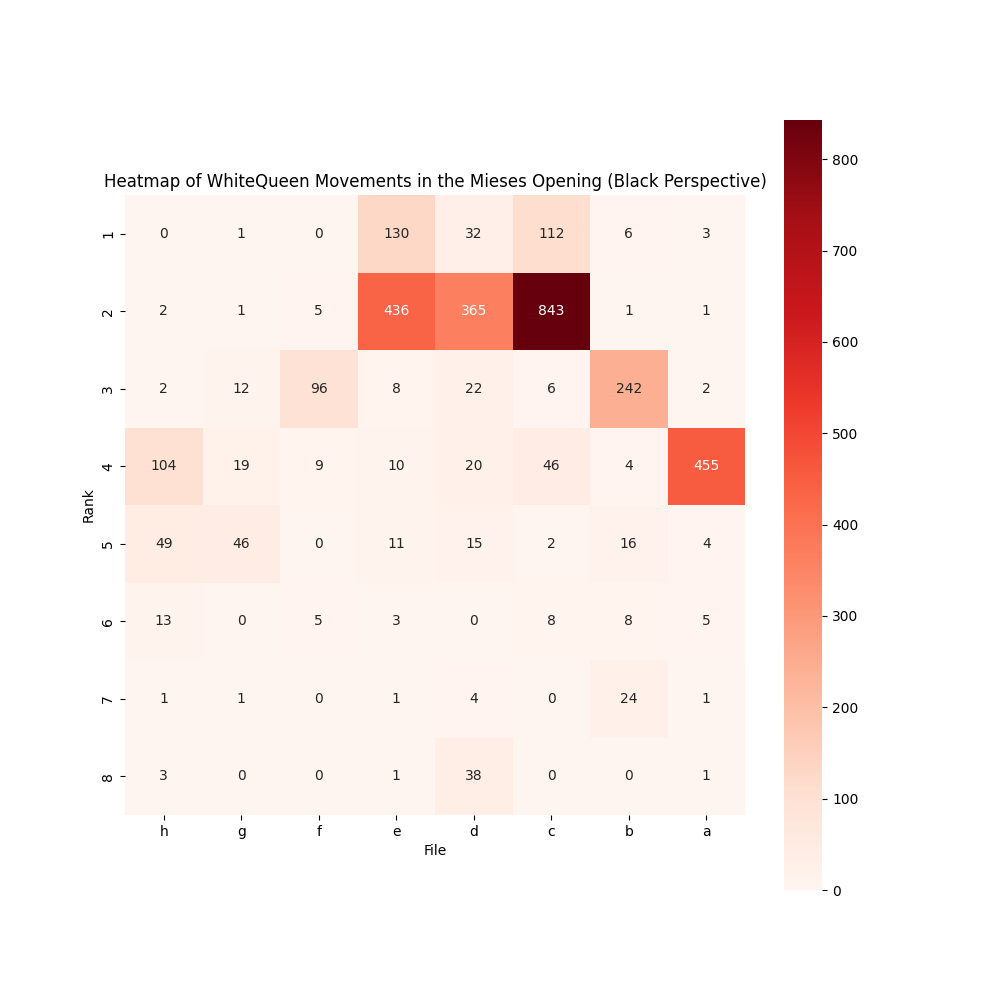 Heatmap of WhiteQueen Movements in the Mieses Opening (Black Perspective)
1 0 1 0 130 32 112 6 3
2 2 1 5 436 365 843 1 1
3 2 12 96 8 22 6 242 2
4 104 19 9 10 20 46 4 455
Rank
5 49 46 0 11 15 2 16 4
6 13 0 5 3 0 8 8 5
7 1 1 0 1 4 0 24 1
8 3 0 0 1 38 0 0 1
h g f e d c b a
File
800
700
600
500
400
300
200
100
0